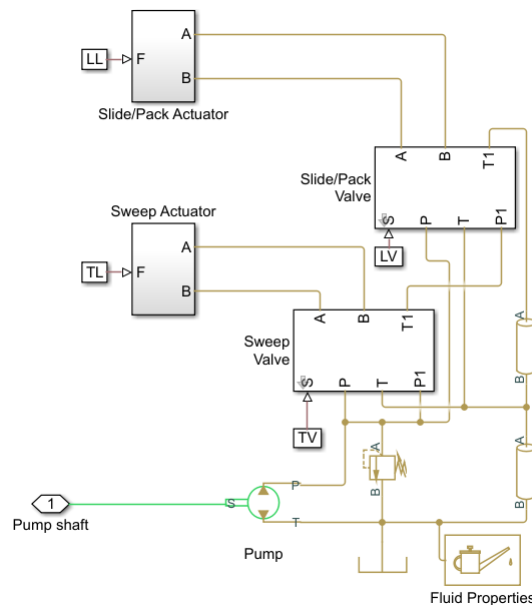 A
LL
F
B
Slide/Pack Actuator
A
B
T1
Slide/Pack
Valve
S
P
T
P1
Sweep Actuator
A
LV
TL
F
B
A
B
T1
A
Sweep
Valve
S
P
T
P1
B
TV
A
A
P
B
B
1
S
Pump shaft
T
Pump
Fluid Properties